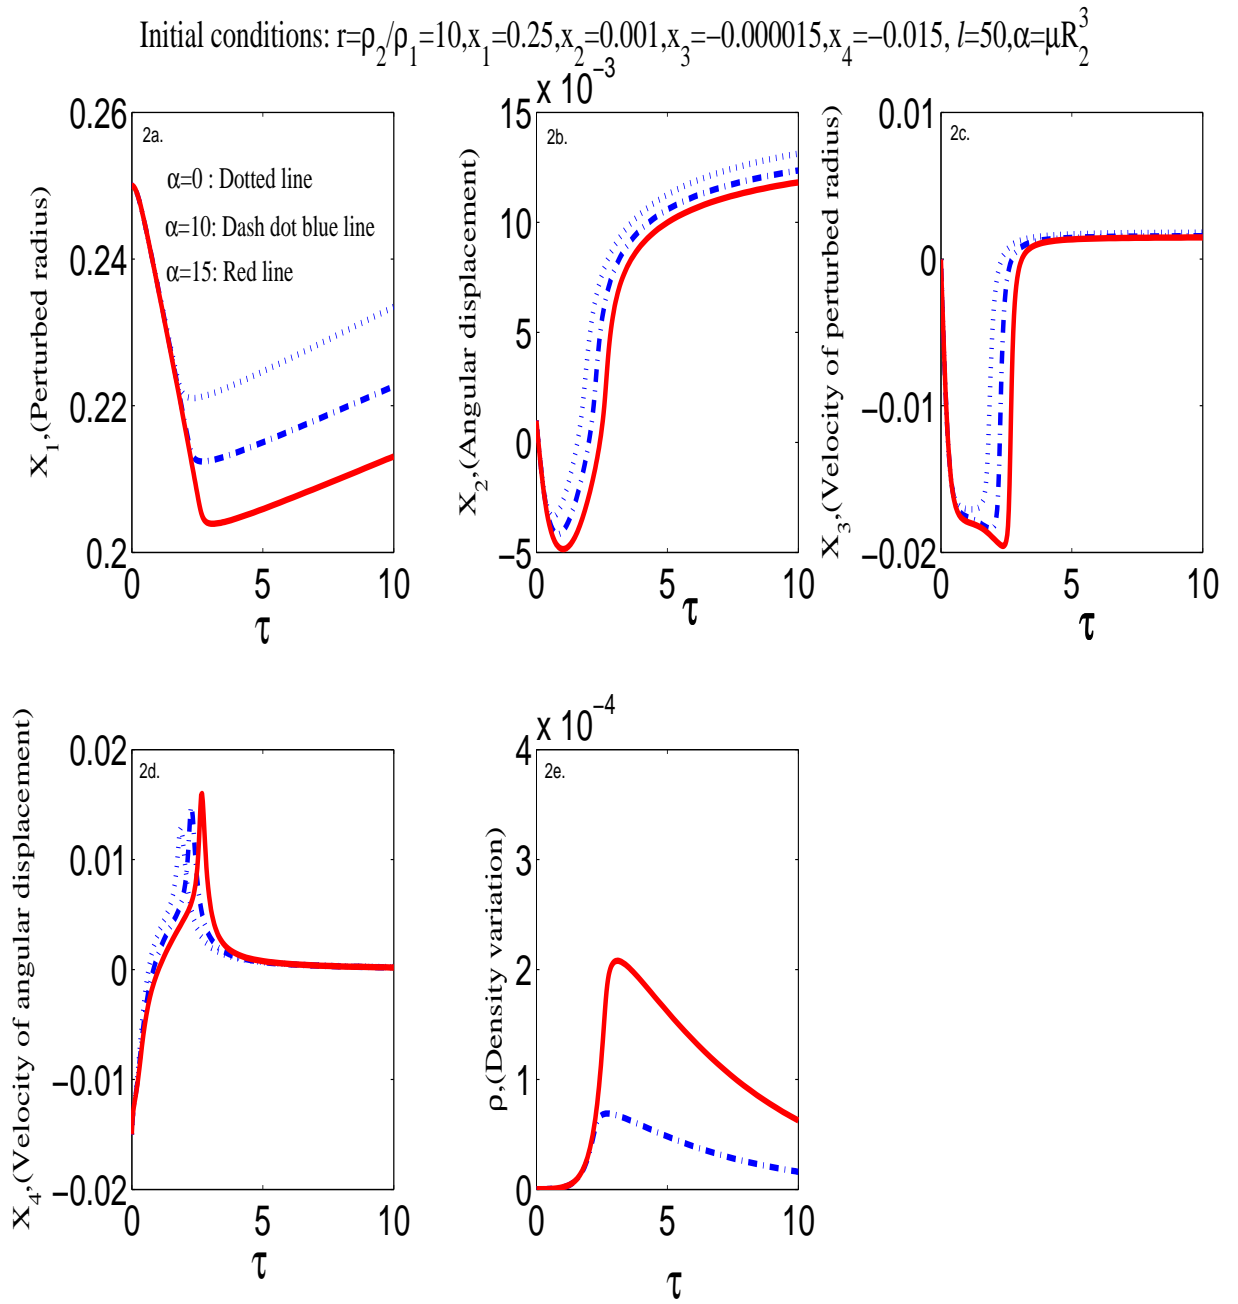 Initial conditions: r=ρ₂/ρ₁=10,x₁=0.25,x₂=0.001,x₃=−0.000015,x₄=−0.015, l=50,α=μR₂³
2a.
α=0 : Dotted line
α=10: Dash dot blue line
α=15: Red line
0.26
0.24
0.22
0.2
0
5
10
τ
X₁,(Perturbed radius)
x 10⁻³
2b.
15
10
5
0
−5
0
5
10
τ
X₂,(Angular displacement)
2c.
0.01
0
−0.01
−0.02
0
5
10
τ
X₃,(Velocity of perturbed radius)
2d.
0.02
0.01
0
−0.01
−0.02
0
5
10
τ
X₄,(Velocity of angular displacement)
x 10⁻⁴
2e.
4
3
2
1
0
0
5
10
τ
ρ,(Density variation)